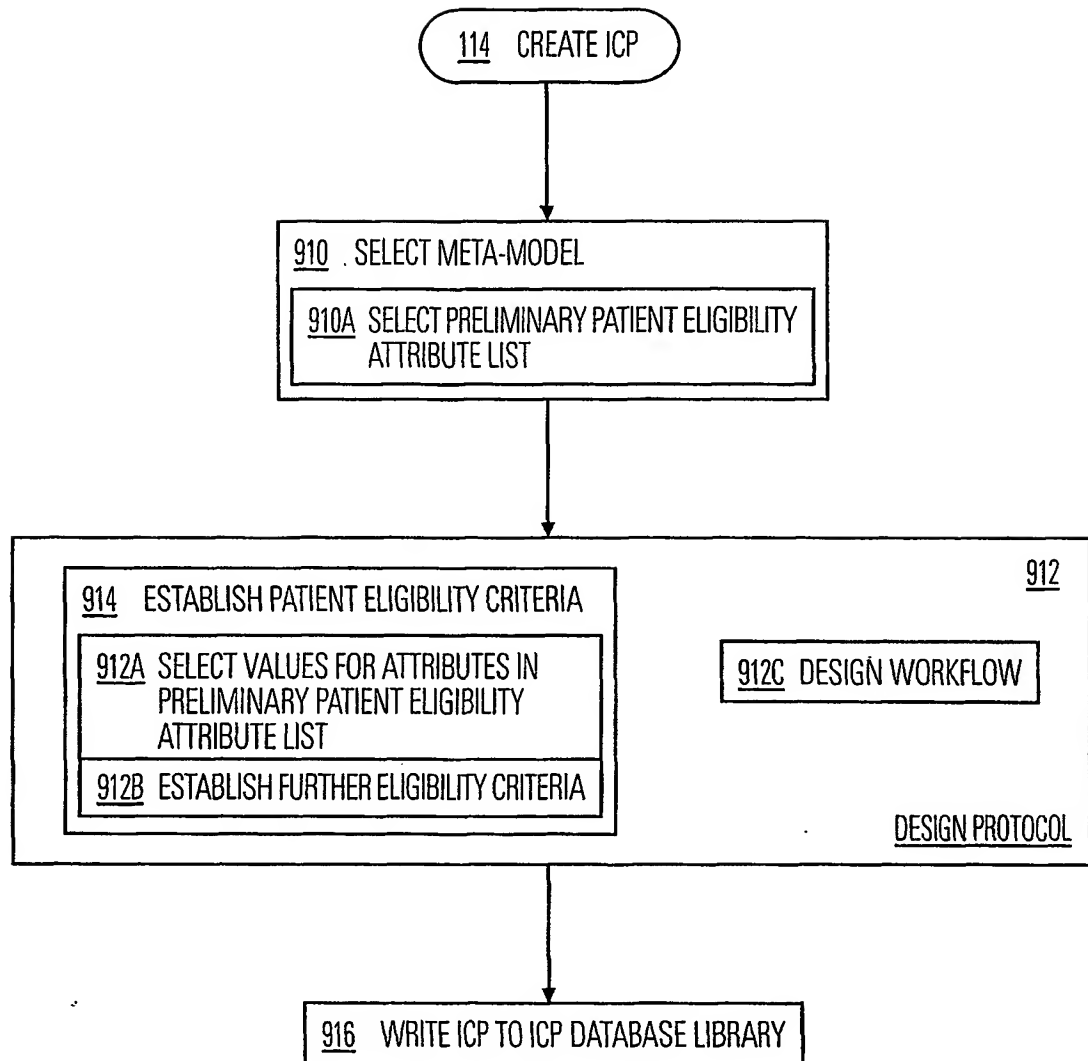 114 CREATE ICP
910 . SELECT META-MODEL
910A SELECT PRELIMINARY PATIENT ELIGIBILITY
ATTRIBUTE LIST
912
914 ESTABLISH PATIENT ELIGIBILITY CRITERIA
912A SELECT VALUES FOR ATTRIBUTES IN
PRELIMINARY PATIENT ELIGIBILITY
ATTRIBUTE LIST
912B ESTABLISH FURTHER ELIGIBILITY CRITERIA
912C DESIGN WORKFLOW
DESIGN PROTOCOL
916 WRITE ICP TO ICP DATABASE LIBRARY